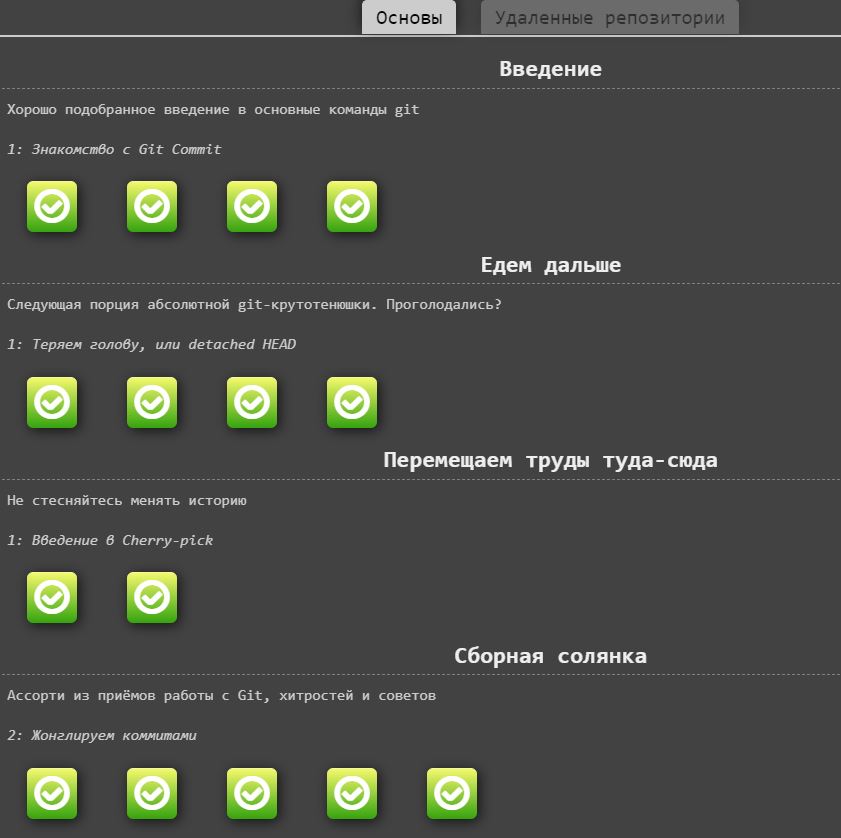 Основы
Удаленные репозитории
Введение
Хорошо подобранное введение в основные команды git
1: Знакомство с Git Commit
Едем дальше
Следующая порция абсолютной git-крутотенюшки. Проголодались?
1: Теряем голову, или detached HEAD
Перемещаем труды туда-сюда
Не стесняйтесь менять историю
1: Введение в Cherry-pick
Сборная солянка
Ассорти из приёмов работы с Git, хитростей и советов
2: Жонглируем коммитами